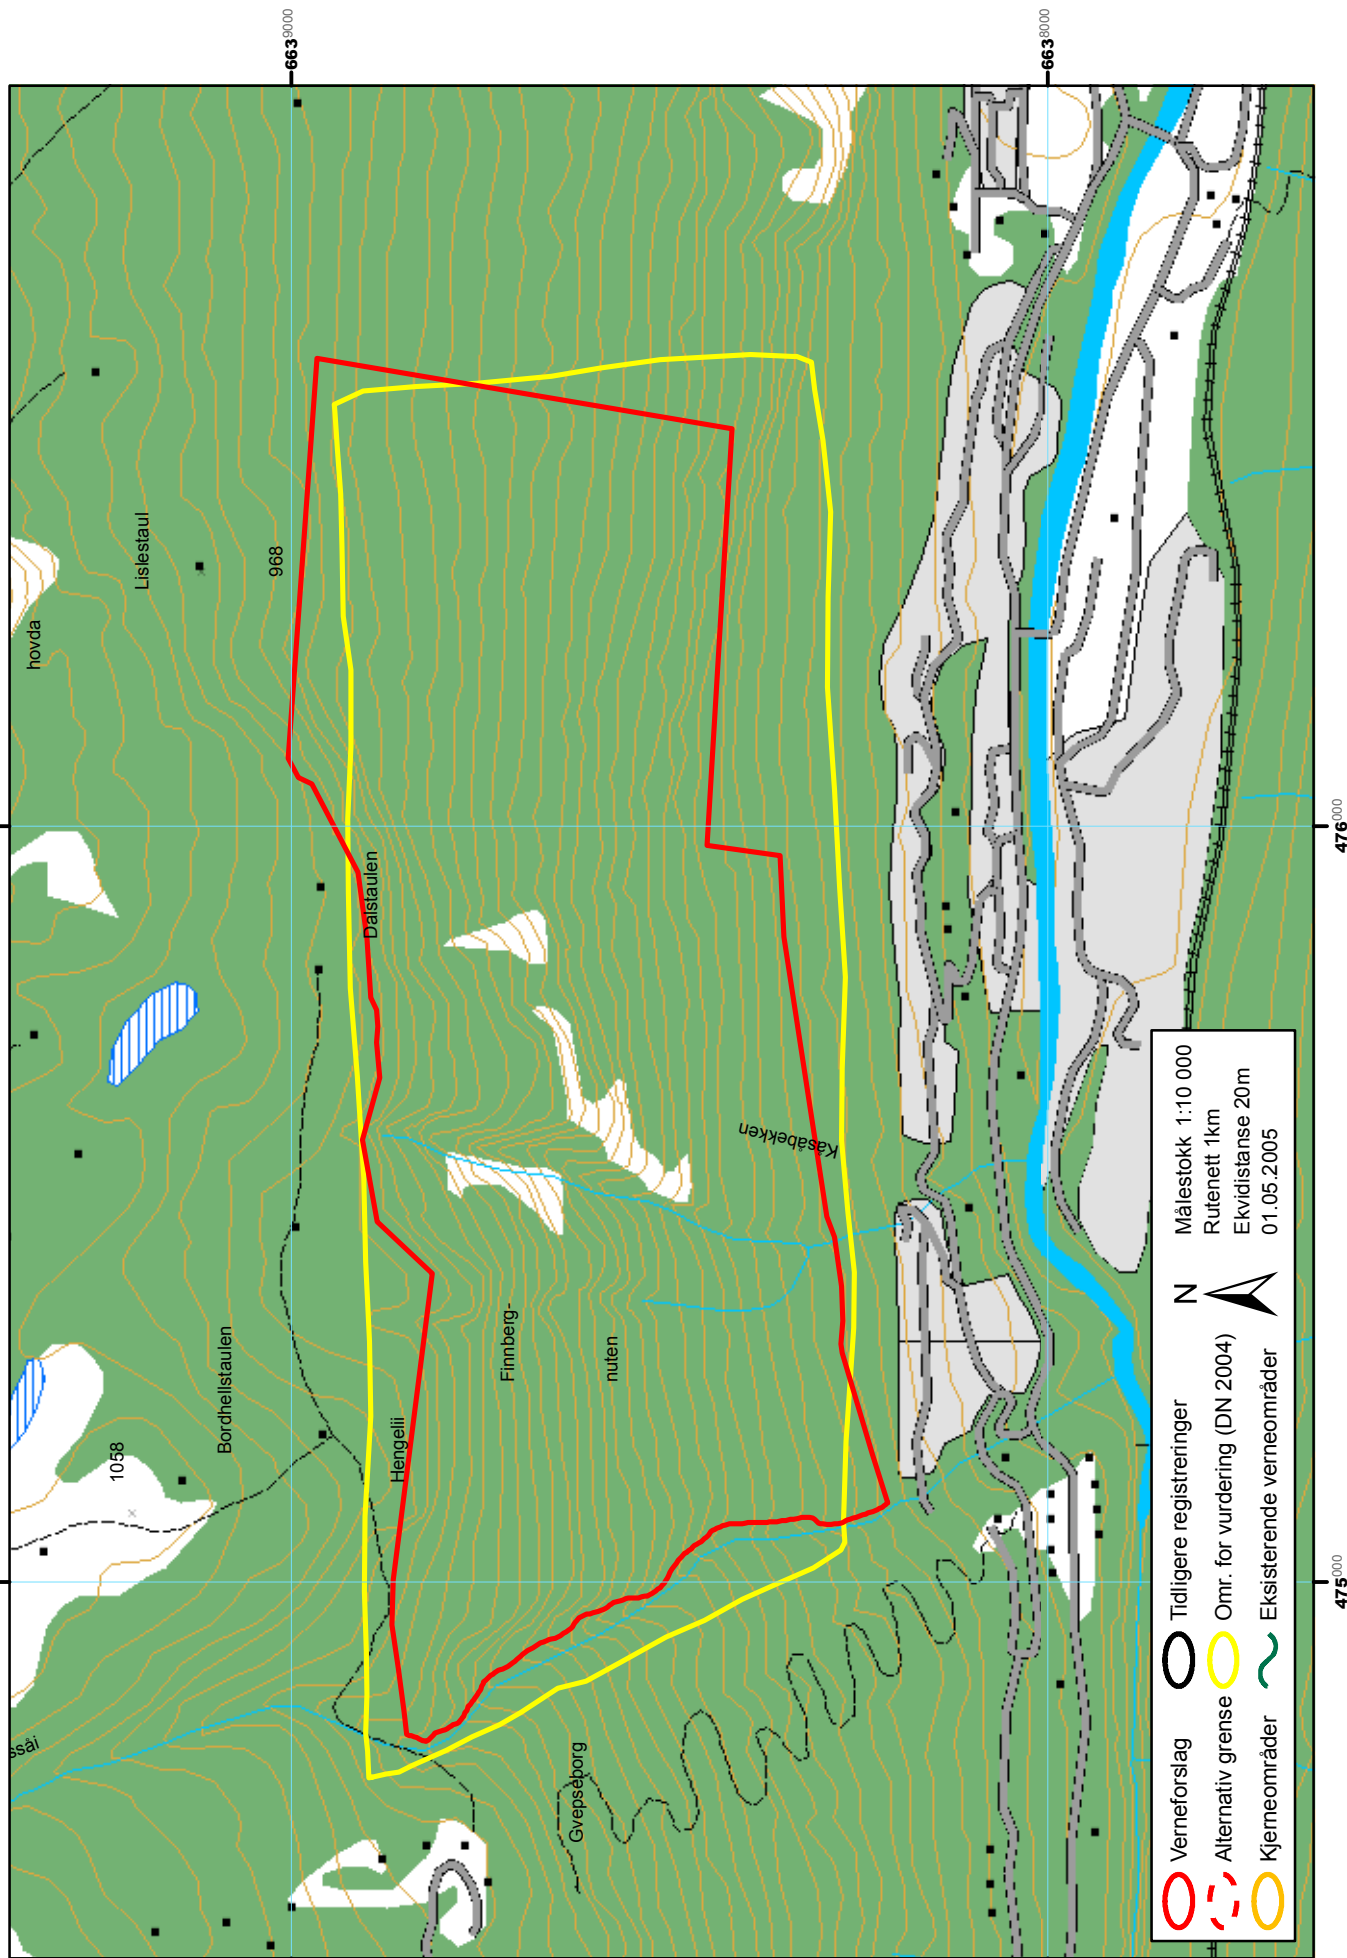 6639000
6638000
hovda
Lislestaul
968
Dalstaulen
Bordhellstaulen
1058
Hengelii
Finnberg-
nuten
Kåsåbekken
Gvepseborg
ssåi
475000
476000
Verneforslag
Tidligere registreringer
Målestokk 1:10 000
Alternativ grense
Omr. for vurdering (DN 2004)
N
Rutenett 1km
Kjerneområder
Eksisterende verneområder
Ekvidistanse 20m
01.05.2005